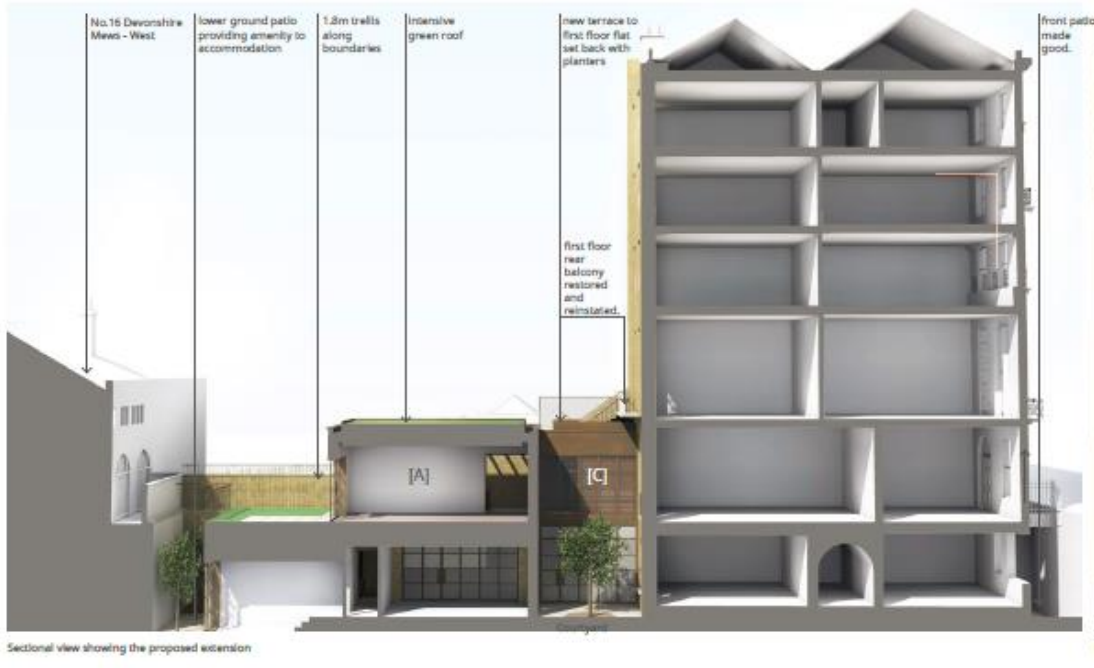 No.16 Devonshire
Mews - West
lower ground patio
providing amenity to
accommodation
1.8m trellis
along
boundaries
intensive
green roof
new terrace to
first floor flat
set back with
planters
front patio
made
good.
first floor
rear
balcony
restored
and
reinstated.
[A]
[C]
Courtyard
Sectional view showing the proposed extension